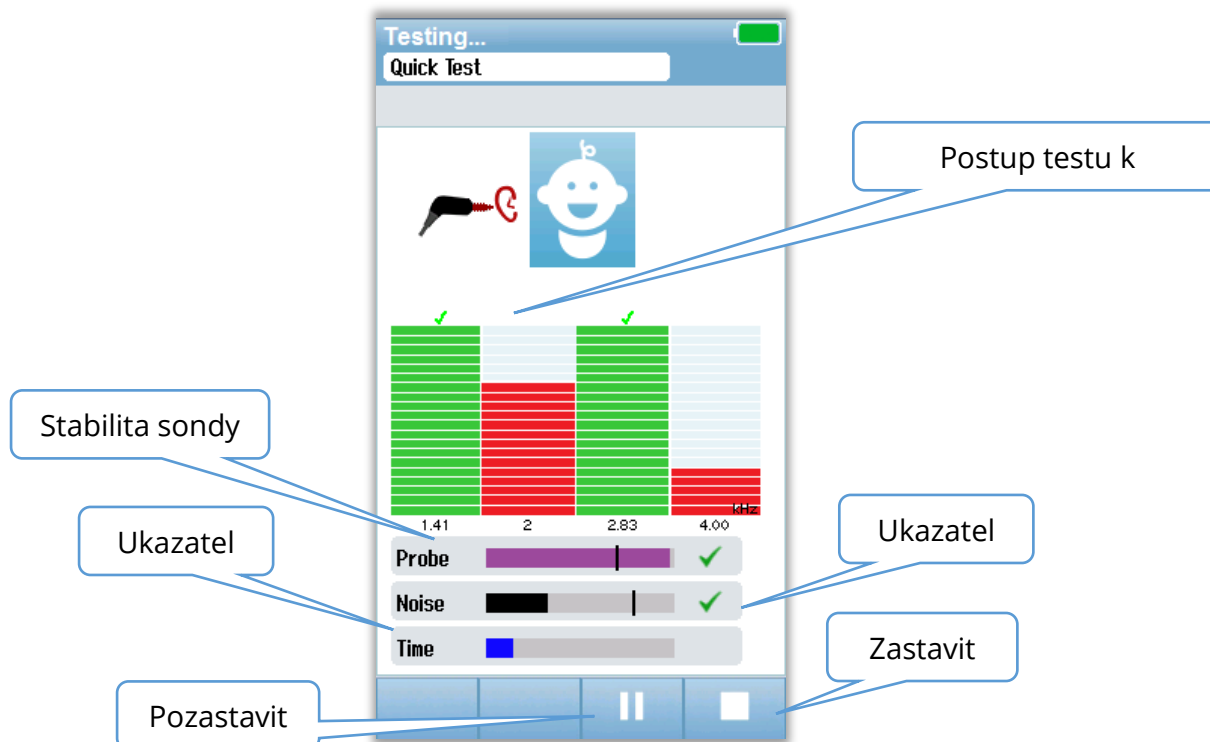 Testing...
Quick Test
Postup testu k
kHz
1.41 2 2.83 4.00
Stabilita sondy
Ukazatel
Probe
Ukazatel
Noise
Time
Zastavit
Pozastavit